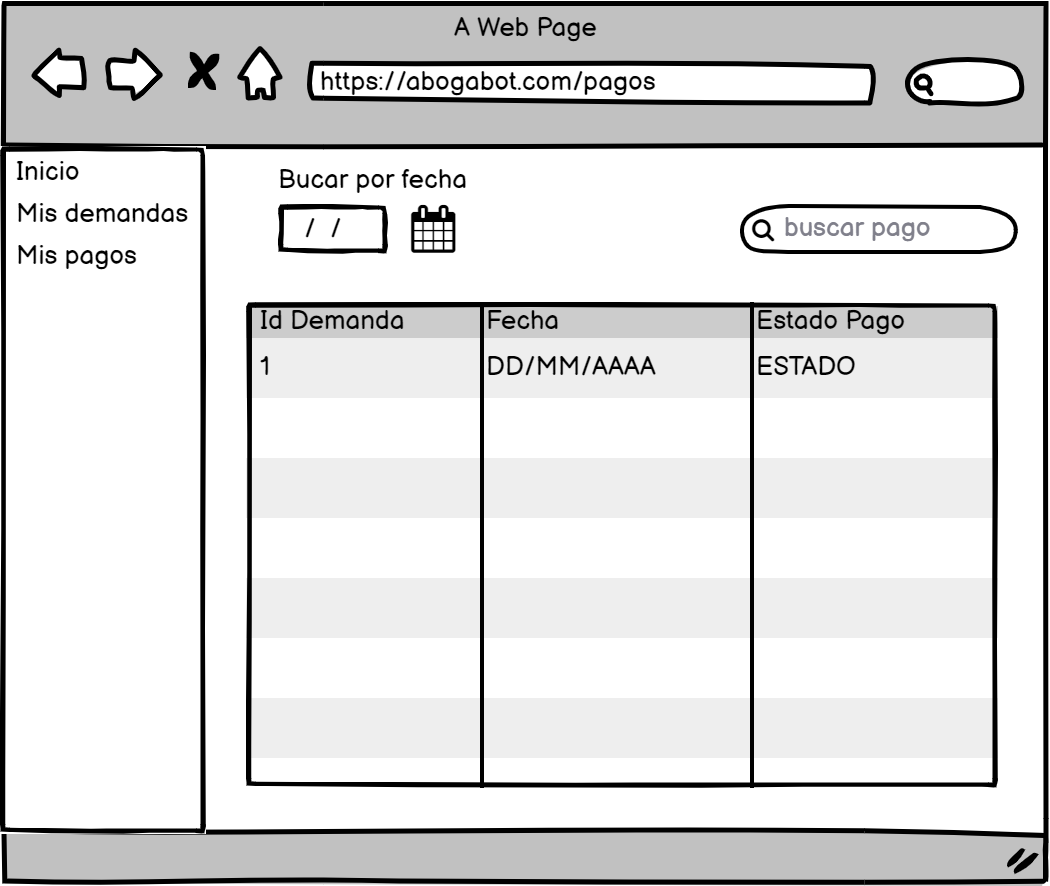 A Web Page
https://abogabot.com/pagos
Inicio
Mis demandas
Mis pagos
Bucar por fecha
/ /
buscar pago
Id Demanda Fecha Estado Pago
1 DD/MM/AAAA ESTADO